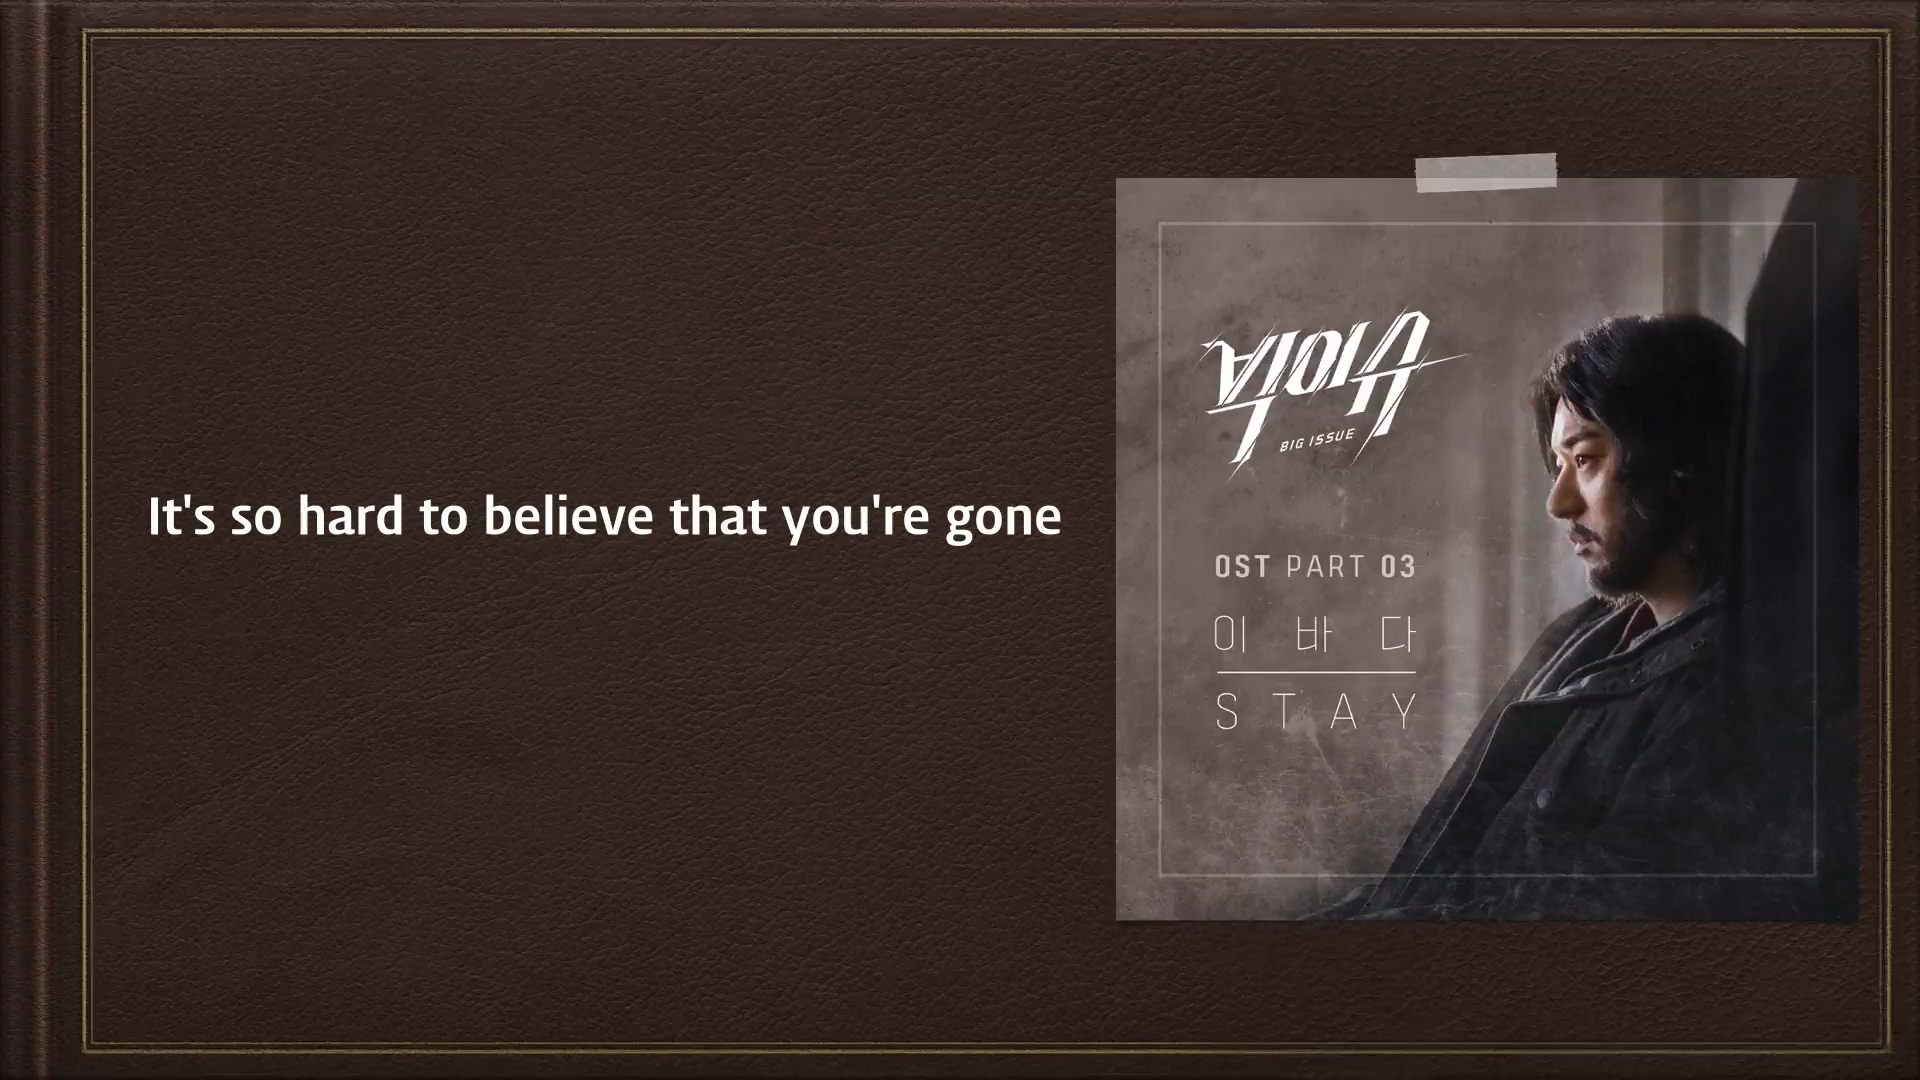 It's so hard to believe that you're gone
빅이슈
BIG ISSUE
OST PART 03
이바다
STAY